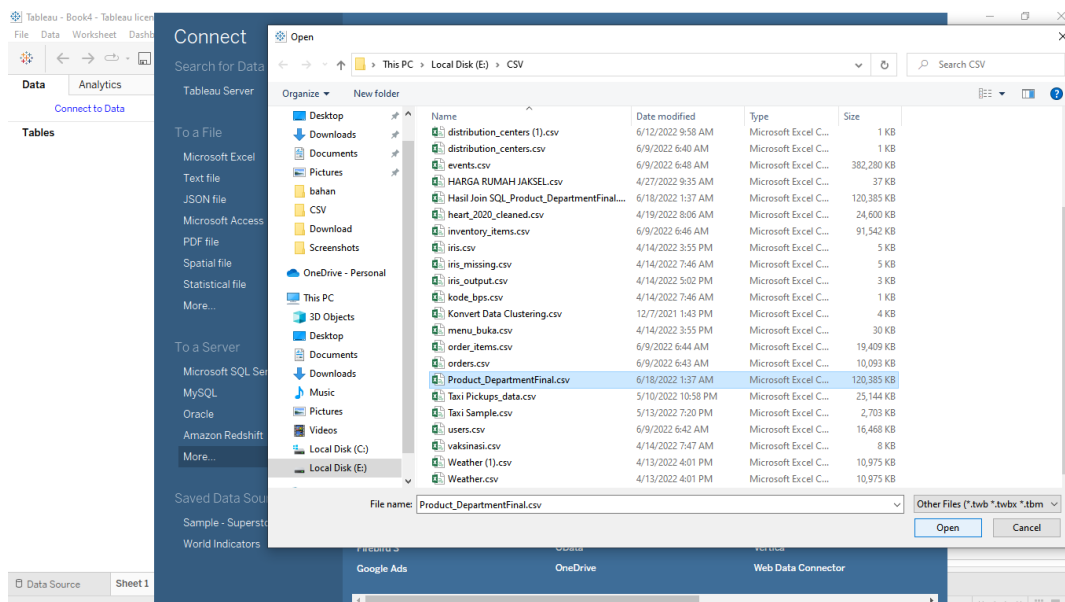 Tableau - Book4 - Tableau licen
File Data Worksheet Dashb
Data Analytics
Connect to Data
Tables
Data Source Sheet 1
Connect
Search for Data
Tableau Server
To a File
Microsoft Excel
Text file
JSON file
Microsoft Access
PDF file
Spatial file
Statistical file
More...
To a Server
Microsoft SQL Ser
MySQL
Oracle
Amazon Redshift
More...
Saved Data Sou
Sample - Supersto
World Indicators
Open
This PC > Local Disk (E:) > CSV
Search CSV
Organize New folder
Desktop
Downloads
Documents
Pictures
bahan
CSV
Download
Screenshots
OneDrive - Personal
This PC
3D Objects
Desktop
Documents
Downloads
Music
Pictures
Videos
Local Disk (C:)
Local Disk (E:)
Name Date modified Type Size
distribution_centers (1).csv 6/12/2022 9:58 AM Microsoft Excel C... 1 KB
distribution_centers.csv 6/9/2022 6:40 AM Microsoft Excel C... 1 KB
events.csv 6/9/2022 6:48 AM Microsoft Excel C... 382,280 KB
HARGA RUMAH JAKSEL.csv 4/27/2022 9:35 AM Microsoft Excel C... 37 KB
Hasil Join SQL_Product_DepartmentFinal.... 6/18/2022 1:37 AM Microsoft Excel C... 120,385 KB
heart_2020_cleaned.csv 4/19/2022 8:06 AM Microsoft Excel C... 24,600 KB
inventory_items.csv 6/9/2022 6:46 AM Microsoft Excel C... 91,542 KB
iris.csv 4/14/2022 3:55 PM Microsoft Excel C... 5 KB
iris_missing.csv 4/14/2022 7:46 AM Microsoft Excel C... 5 KB
iris_output.csv 4/14/2022 5:02 PM Microsoft Excel C... 3 KB
kode_bps.csv 4/14/2022 7:46 AM Microsoft Excel C... 1 KB
Konvert Data Clustering.csv 12/7/2021 1:43 PM Microsoft Excel C... 4 KB
menu_buka.csv 4/14/2022 3:55 PM Microsoft Excel C... 30 KB
order_items.csv 6/9/2022 6:44 AM Microsoft Excel C... 19,409 KB
orders.csv 6/9/2022 6:43 AM Microsoft Excel C... 10,093 KB
Product_DepartmentFinal.csv 6/18/2022 1:37 AM Microsoft Excel C... 120,385 KB
Taxi Pickups_data.csv 5/10/2022 10:58 PM Microsoft Excel C... 25,144 KB
Taxi Sample.csv 5/13/2022 7:20 PM Microsoft Excel C... 2,703 KB
users.csv 6/9/2022 6:42 AM Microsoft Excel C... 16,468 KB
vaksinasi.csv 4/14/2022 7:47 AM Microsoft Excel C... 8 KB
Weather (1).csv 4/13/2022 4:01 PM Microsoft Excel C... 10,975 KB
Weather.csv 4/13/2022 4:01 PM Microsoft Excel C... 10,975 KB
File name: Product_DepartmentFinal.csv
Other Files (*.twb *.twbx *.tbm
Open Cancel
Firebird 3 OData Vertica
Google Ads OneDrive Web Data Connector